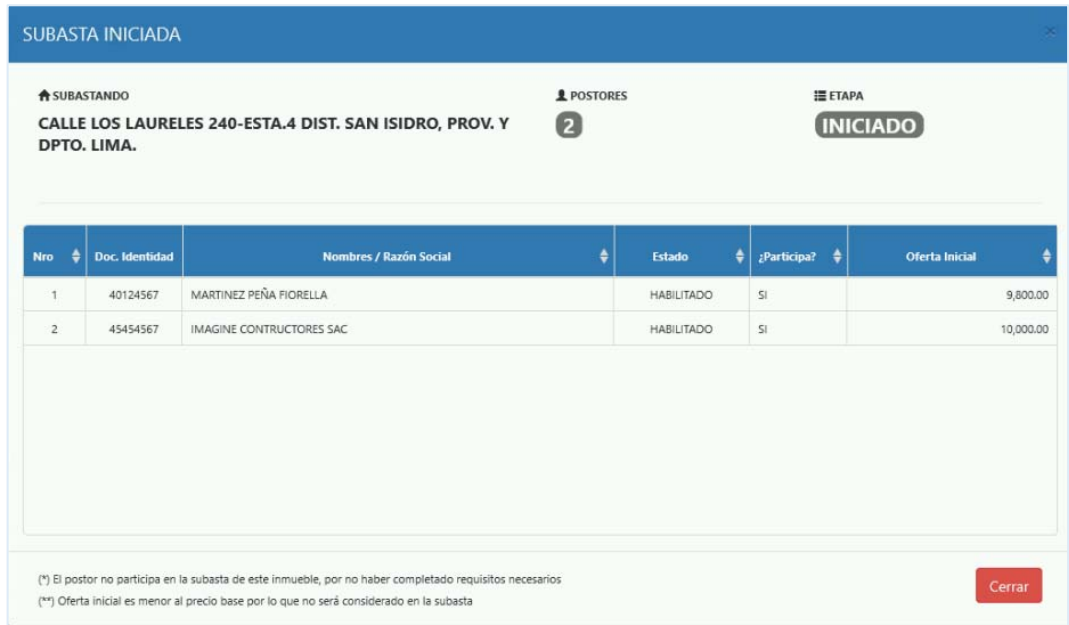 SUBASTA INICIADA
×
SUBASTANDO
CALLE LOS LAURELES 240-ESTA.4 DIST. SAN ISIDRO, PROV. Y
DPTO. LIMA.
POSTORES
2
ETAPA
INICIADO
Nro Doc. Identidad Nombres / Razón Social Estado ¿Participa? Oferta Inicial
1 40124567 MARTINEZ PEÑA FIORELLA HABILITADO SI 9,800.00
2 45454567 IMAGINE CONTRUCTORES SAC HABILITADO SI 10,000.00
(*) El postor no participa en la subasta de este inmueble, por no haber completado requisitos necesarios
(**) Oferta inicial es menor al precio base por lo que no será considerado en la subasta
Cerrar